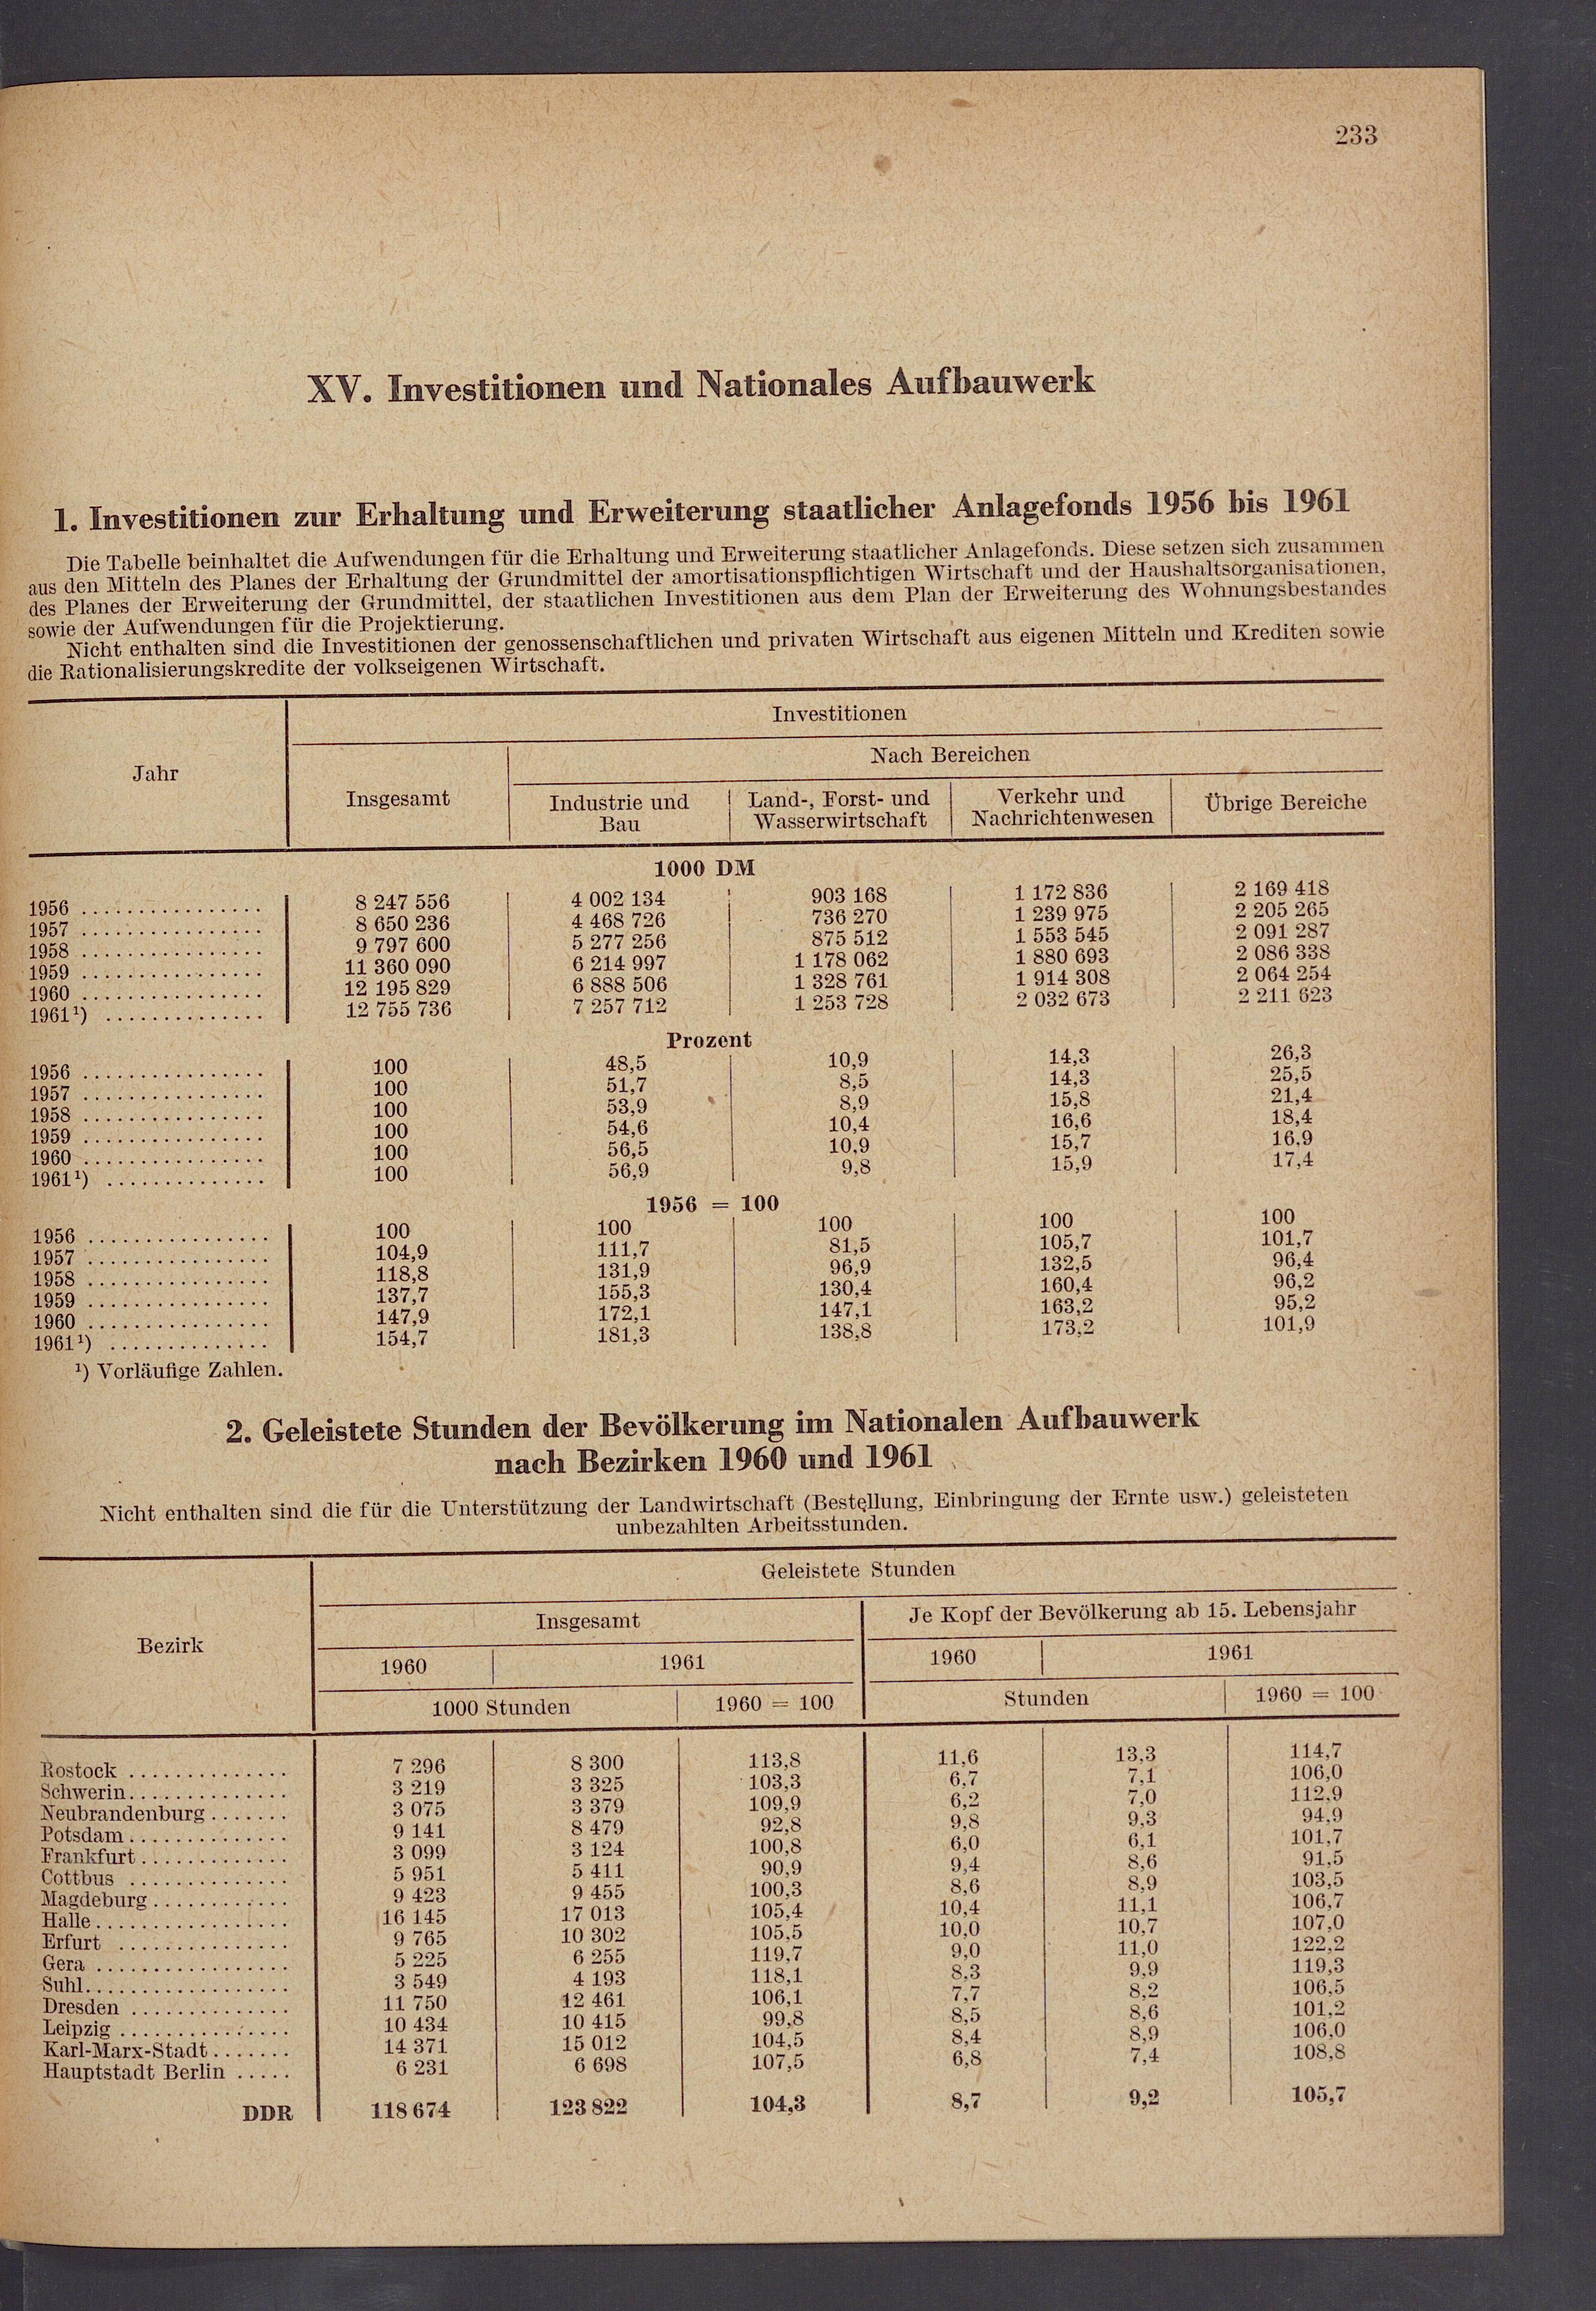 233
XV. Investitionen und Nationales Aufbauwerk
1. Investitionen zur Erhaltung und Erweiterung staatlicher Anlagefonds 1956 bis 1961
Die Tabelle beinhaltet die Aufwendungen für die Erhaltung und Erweiterung staatlicher Anlagefonds. Diese setzen sich zusammen
aus den Mitteln des Planes der Erhaltung der Grundmittel der amortisationspflichtigen Wirtschaft und der Haushaltsorganisationen,
des Planes der Erweiterung der Grundmittel, der staatlichen Investitionen aus dem Plan der Erweiterung des Wohnungsbestandes
sowie der Aufwendungen für die Projektierung.
Nicht enthalten sind die Investitionen der genossenschaftlichen und privaten Wirtschaft aus eigenen Mitteln und Krediten sowie
die Rationalisierungskredite der volkseigenen Wirtschaft.
Investitionen
Nach Bereichen
Jahr
Insgesamt
Industrie und
Bau
Land-, Forst- und
Wasserwirtschaft
Verkehr und
Nachrichtenwesen
Übrige Bereiche
1000 DM
1956 ................ 8 247 556 4 002 134 903 168 1 172 836 2 169 418
1957 ................ 8 650 236 4 468 726 736 270 1 239 975 2 205 265
1958 ................ 9 797 600 5 277 256 875 512 1 553 545 2 091 287
1959 ................ 11 360 090 6 214 997 1 178 062 1 880 693 2 086 338
1960 ................ 12 195 829 6 888 506 1 328 761 1 914 308 2 064 254
1961¹) .............. 12 755 736 7 257 712 1 253 728 2 032 673 2 211 623
Prozent
1956 ................ 100 48,5 10,9 14,3 26,3
1957 ................ 100 51,7 8,5 14,3 25,5
1958 ................ 100 53,9 8,9 15,8 21,4
1959 ................ 100 54,6 10,4 16,6 18,4
1960 ................ 100 56,5 10,9 15,7 16,9
1961¹) .............. 100 56,9 9,8 15,9 17,4
1956 = 100
1956 ................ 100 100 100 100 100
1957 ................ 104,9 111,7 81,5 105,7 101,7
1958 ................ 118,8 131,9 96,9 132,5 96,4
1959 ................ 137,7 155,3 130,4 160,4 96,2
1960 ................ 147,9 172,1 147,1 163,2 95,2
1961¹) .............. 154,7 181,3 138,8 173,2 101,9
¹) Vorläufige Zahlen.
2. Geleistete Stunden der Bevölkerung im Nationalen Aufbauwerk
nach Bezirken 1960 und 1961
Nicht enthalten sind die für die Unterstützung der Landwirtschaft (Bestellung, Einbringung der Ernte usw.) geleisteten
unbezahlten Arbeitsstunden.
Geleistete Stunden
Bezirk
Insgesamt
Je Kopf der Bevölkerung ab 15. Lebensjahr
1960 1961 1960 1961
1000 Stunden 1960 = 100 Stunden 1960 = 100
Rostock .............. 7 296 8 300 113,8 11,6 13,3 114,7
Schwerin.............. 3 219 3 325 103,3 6,7 7,1 106,0
Neubrandenburg ....... 3 075 3 379 109,9 6,2 7,0 112,9
Potsdam .............. 9 141 8 479 92,8 9,8 9,3 94,9
Frankfurt ............. 3 099 3 124 100,8 6,0 6,1 101,7
Cottbus .............. 5 951 5 411 90,9 9,4 8,6 91,5
Magdeburg ............ 9 423 9 455 100,3 8,6 8,9 103,5
Halle ................. 16 145 17 013 105,4 10,4 11,1 106,7
Erfurt ............... 9 765 10 302 105,5 10,0 10,7 107,0
Gera ................. 5 225 6 255 119,7 9,0 11,0 122,2
Suhl.................. 3 549 4 193 118,1 8,3 9,9 119,3
Dresden .............. 11 750 12 461 106,1 7,7 8,2 106,5
Leipzig ............... 10 434 10 415 99,8 8,5 8,6 101,2
Karl-Marx-Stadt ....... 14 371 15 012 104,5 8,4 8,9 106,0
Hauptstadt Berlin ..... 6 231 6 698 107,5 6,8 7,4 108,8
DDR 118 674 123 822 104,3 8,7 9,2 105,7